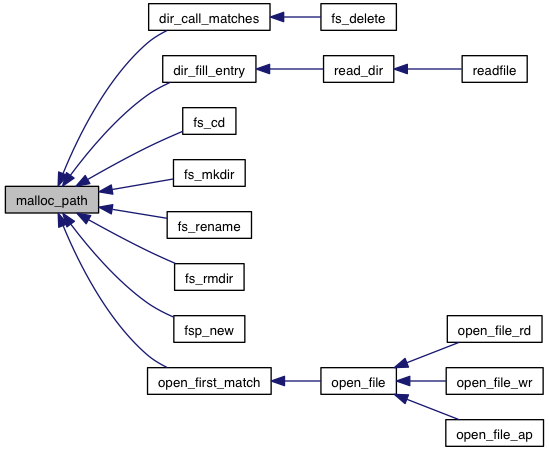 dir_call_matches
fs_delete
dir_fill_entry
read_dir
readfile
fs_cd
fs_mkdir
malloc_path
fs_rename
fs_rmdir
fsp_new
open_file_rd
open_first_match
open_file
open_file_wr
open_file_ap